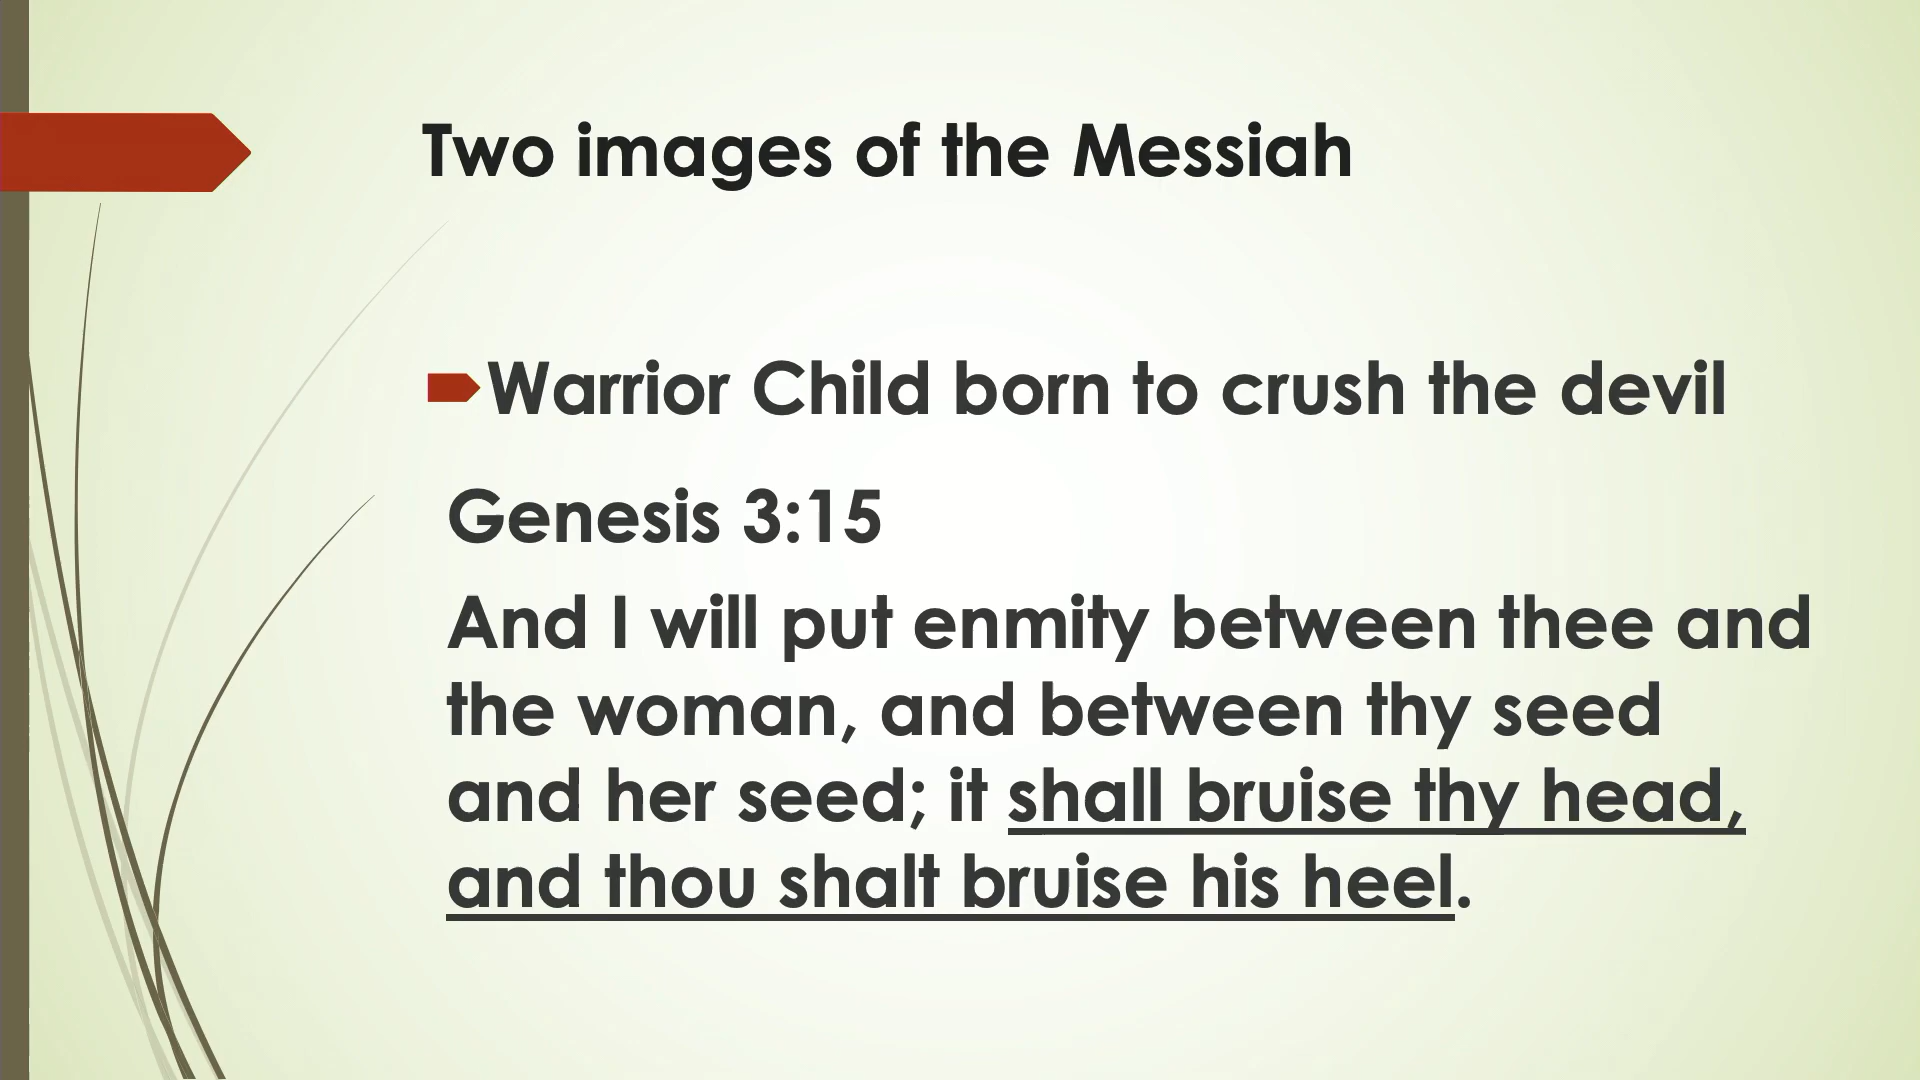 Two images of the Messiah
Warrior Child born to crush the devil
Genesis 3:15
And I will put enmity between thee and
the woman, and between thy seed
and her seed; it shall bruise thy head,
and thou shalt bruise his heel.